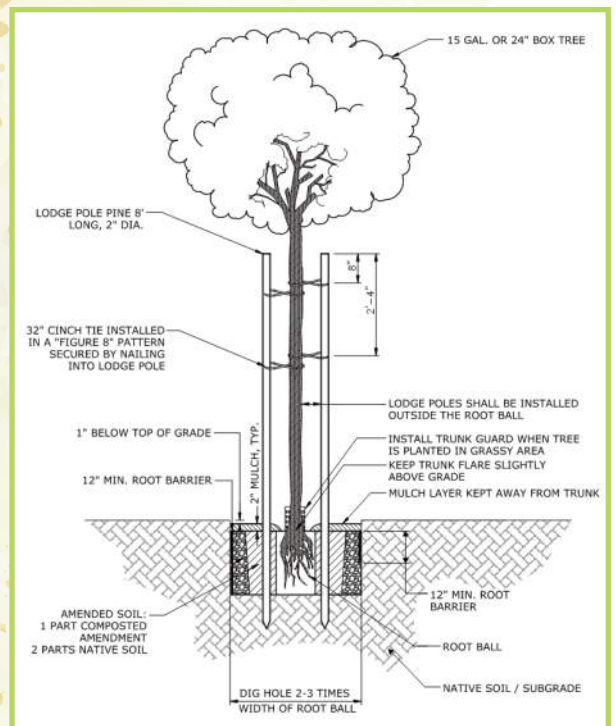 15 GAL. OR 24" BOX TREE
LODGE POLE PINE 8'
LONG, 2" DIA.
8"
2'-4"
32" CINCH TIE INSTALLED
IN A "FIGURE 8" PATTERN
SECURED BY NAILING
INTO LODGE POLE
LODGE POLES SHALL BE INSTALLED
OUTSIDE THE ROOT BALL
1" BELOW TOP OF GRADE
2" MULCH, TYP.
INSTALL TRUNK GUARD WHEN TREE
IS PLANTED IN GRASSY AREA
KEEP TRUNK FLARE SLIGHTLY
ABOVE GRADE
12" MIN. ROOT BARRIER
MULCH LAYER KEPT AWAY FROM TRUNK
12" MIN. ROOT
BARRIER
AMENDED SOIL:
1 PART COMPOSTED
AMENDMENT
2 PARTS NATIVE SOIL
ROOT BALL
NATIVE SOIL / SUBGRADE
DIG HOLE 2-3 TIMES
WIDTH OF ROOT BALL